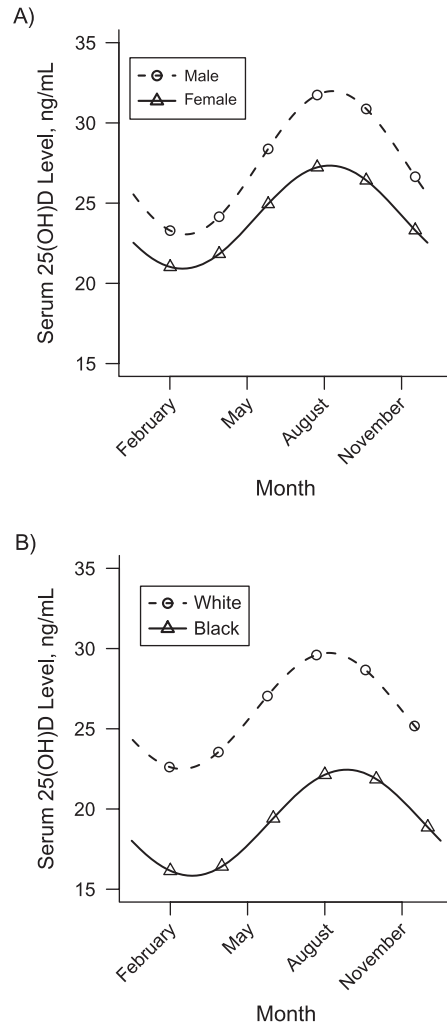 A)
Serum 25(OH)D Level, ng/mL
35
30
25
20
15
Male
Female
February
May
August
November
Month
B)
Serum 25(OH)D Level, ng/mL
35
30
25
20
15
White
Black
February
May
August
November
Month